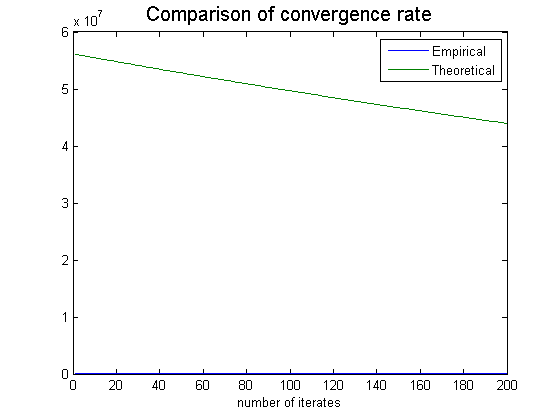 Comparison of convergence rate
x 10^7
6
5
4
3
2
1
0
Empirical
Theoretical
0 20 40 60 80 100 120 140 160 180 200
number of iterates